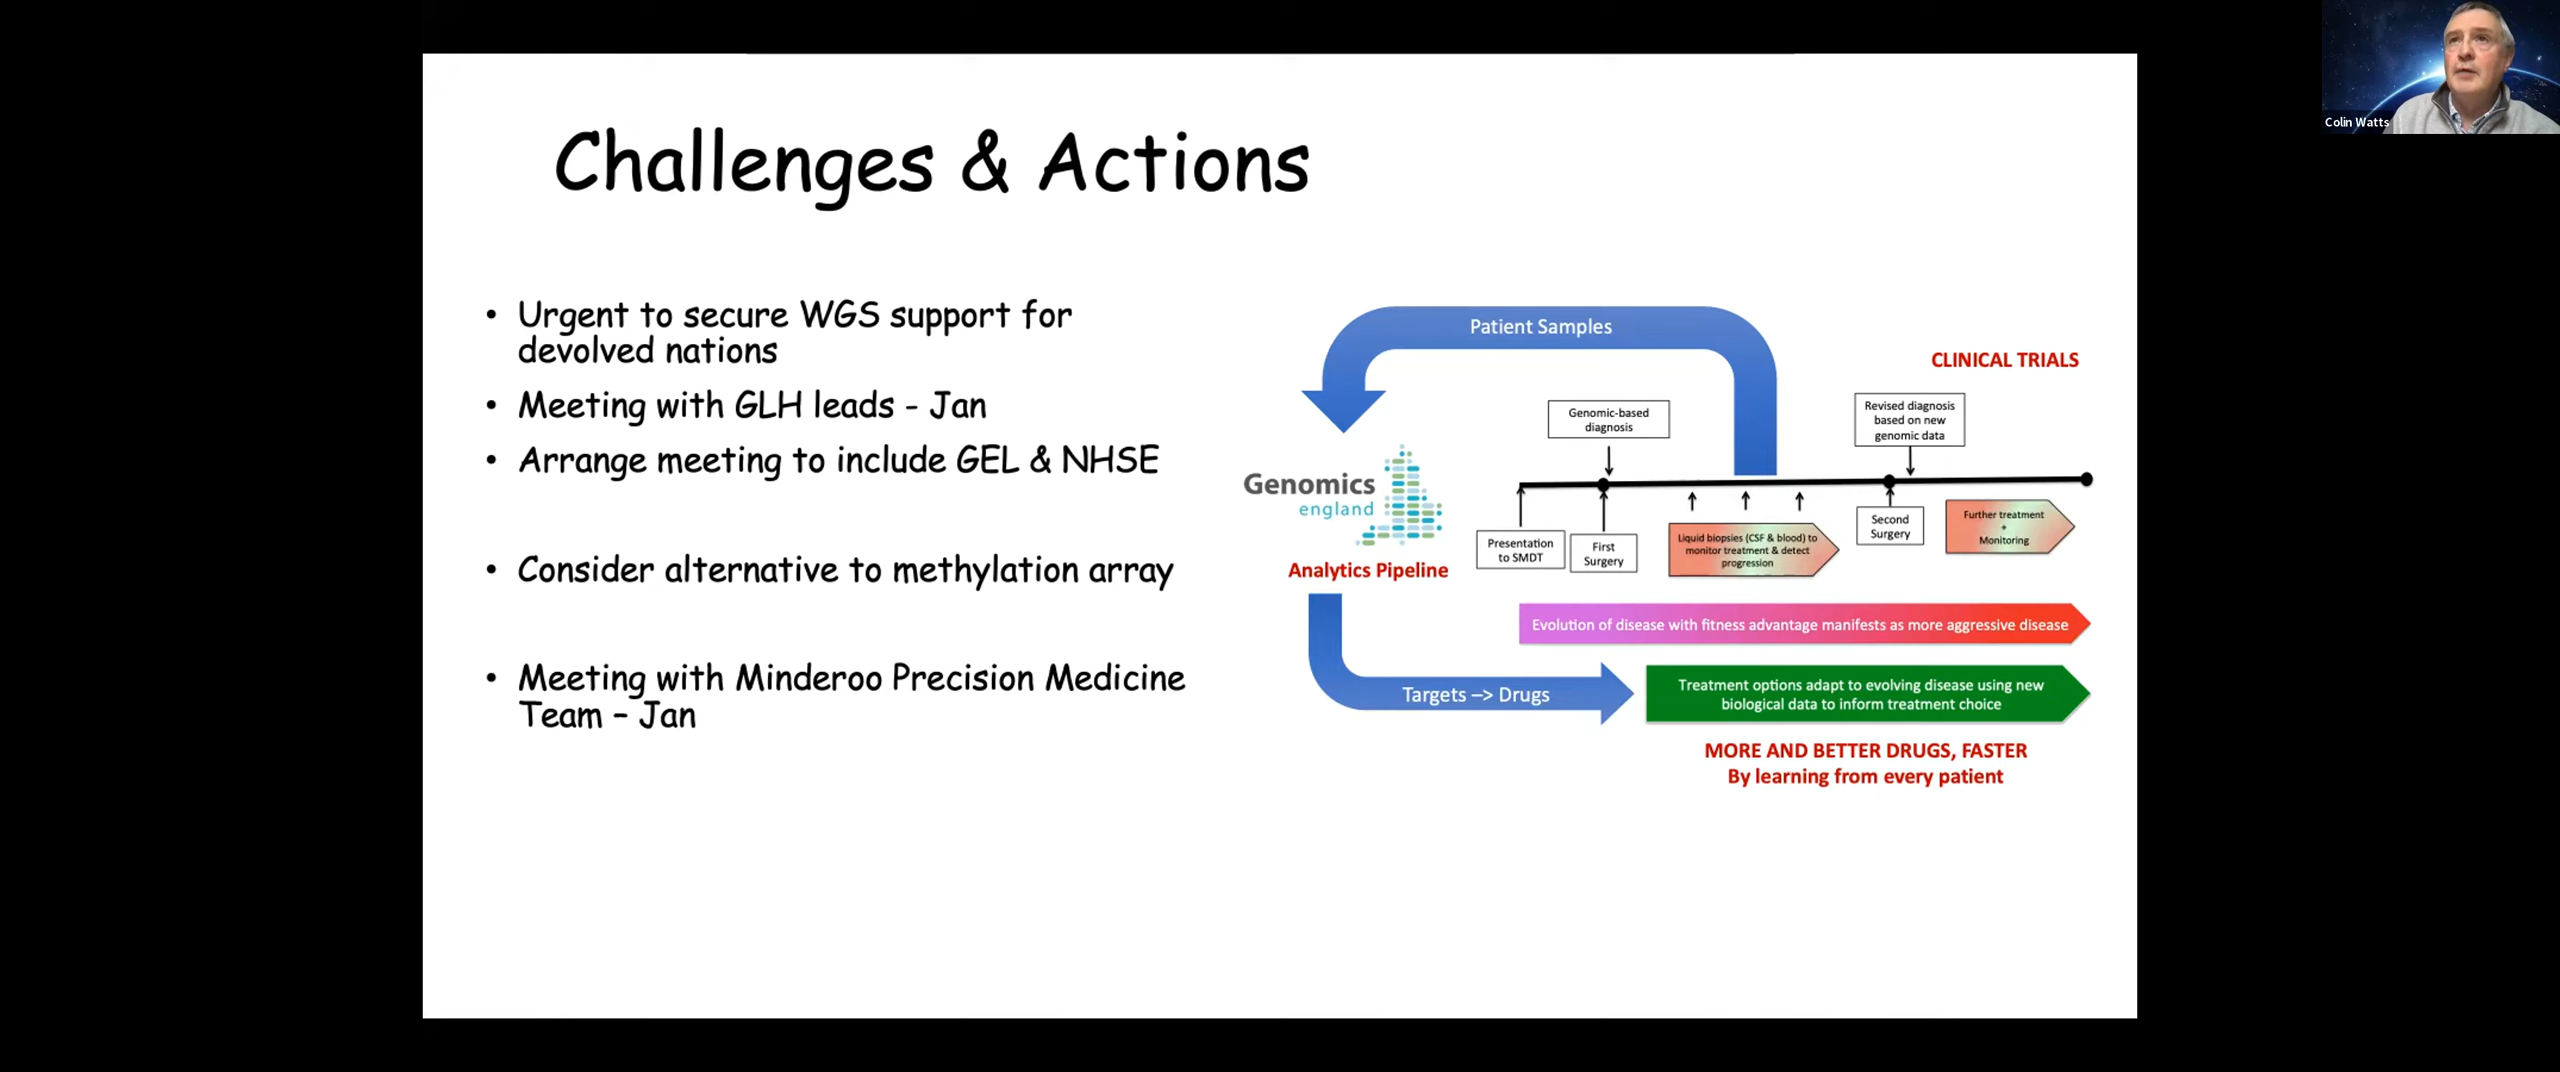 Challenges & Actions
• Urgent to secure WGS support for
devolved nations
• Meeting with GLH leads - Jan
• Arrange meeting to include GEL & NHSE
• Consider alternative to methylation array
• Meeting with Minderoo Precision Medicine
Team – Jan
Patient Samples
CLINICAL TRIALS
Genomic-based
diagnosis
Revised diagnosis
based on new
genomic data
Genomics
england
Analytics Pipeline
Presentation
to SMDT
First
Surgery
Liquid biopsies (CSF & blood) to
monitor treatment & detect
progression
Second
Surgery
Further treatment
+
Monitoring
Evolution of disease with fitness advantage manifests as more aggressive disease
Targets –> Drugs
Treatment options adapt to evolving disease using new
biological data to inform treatment choice
MORE AND BETTER DRUGS, FASTER
By learning from every patient
Colin Watts